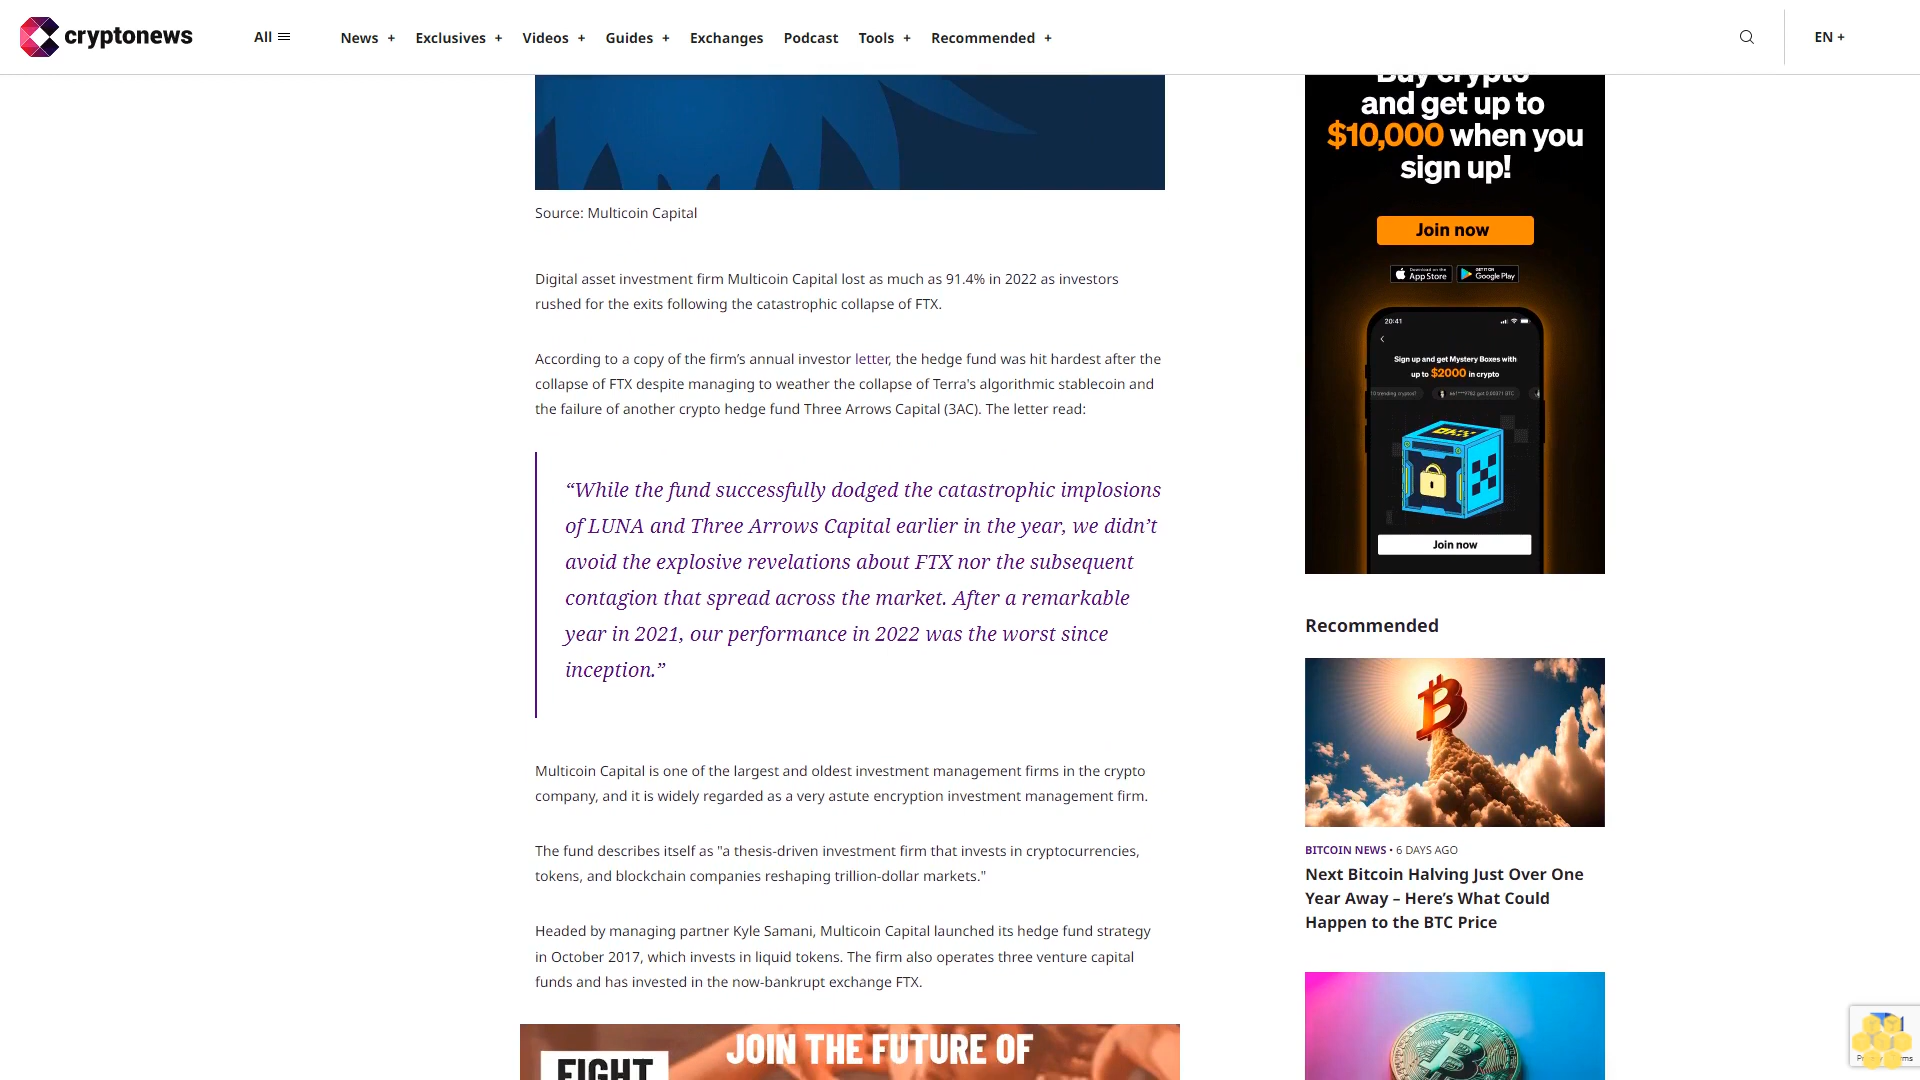 cryptonews
All
News +
Exclusives +
Videos +
Guides +
Exchanges
Podcast
Tools +
Recommended +
EN +
Source: Multicoin Capital
Digital asset investment firm Multicoin Capital lost as much as 91.4% in 2022 as investors
rushed for the exits following the catastrophic collapse of FTX.
According to a copy of the firm’s annual investor letter, the hedge fund was hit hardest after the
collapse of FTX despite managing to weather the collapse of Terra's algorithmic stablecoin and
the failure of another crypto hedge fund Three Arrows Capital (3AC). The letter read:
“While the fund successfully dodged the catastrophic implosions
of LUNA and Three Arrows Capital earlier in the year, we didn’t
avoid the explosive revelations about FTX nor the subsequent
contagion that spread across the market. After a remarkable
year in 2021, our performance in 2022 was the worst since
inception.”
Multicoin Capital is one of the largest and oldest investment management firms in the crypto
company, and it is widely regarded as a very astute encryption investment management firm.
The fund describes itself as "a thesis-driven investment firm that invests in cryptocurrencies,
tokens, and blockchain companies reshaping trillion-dollar markets."
Headed by managing partner Kyle Samani, Multicoin Capital launched its hedge fund strategy
in October 2017, which invests in liquid tokens. The firm also operates three venture capital
funds and has invested in the now-bankrupt exchange FTX.
FIGHT
JOIN THE FUTURE OF
Buy crypto
and get up to
$10,000 when you
sign up!
Join now
Download on the
App Store
GET IT ON
Google Play
20:41
Sign up and get Mystery Boxes with
up to $2000 in crypto
10 trending cryptos?
Join now
Recommended
BITCOIN NEWS • 6 DAYS AGO
Next Bitcoin Halving Just Over One
Year Away – Here’s What Could
Happen to the BTC Price